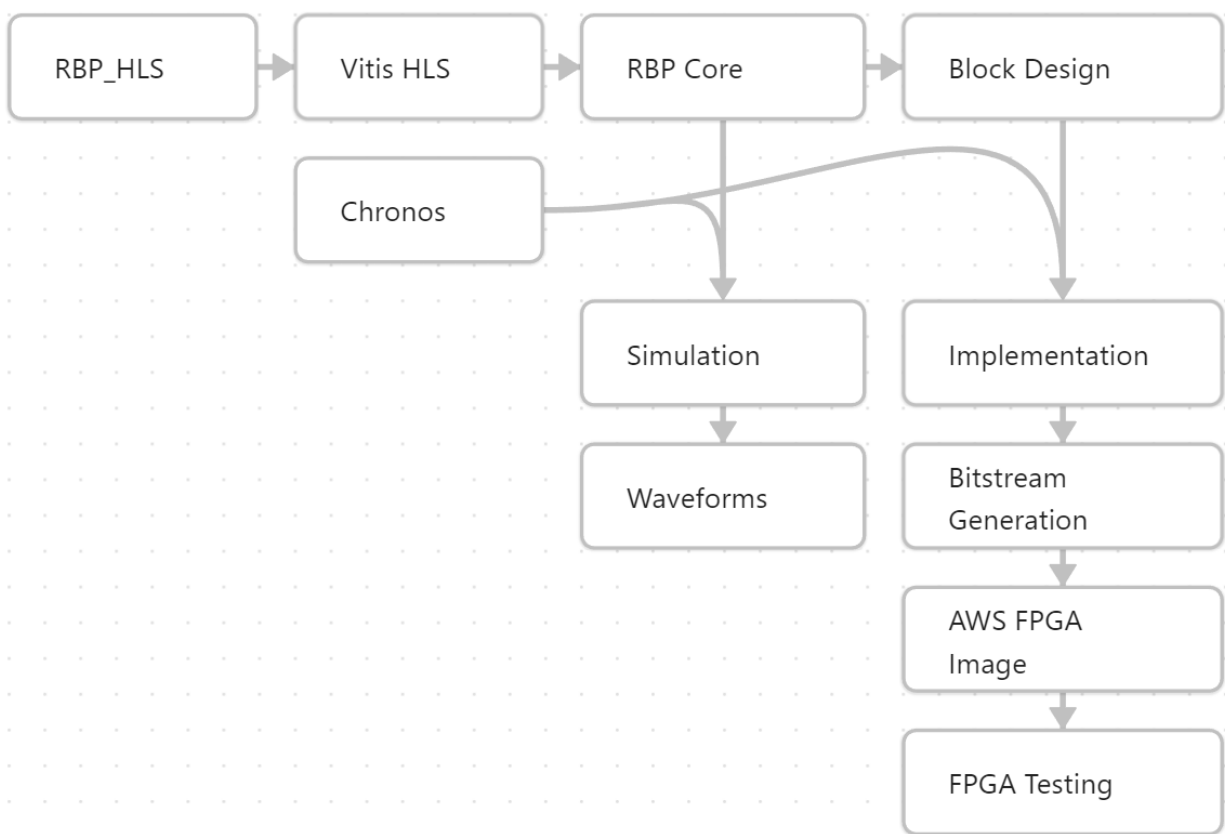 RBP_HLS
Vitis HLS
RBP Core
Block Design
Chronos
Simulation
Implementation
Waveforms
Bitstream
Generation
AWS FPGA
Image
FPGA Testing